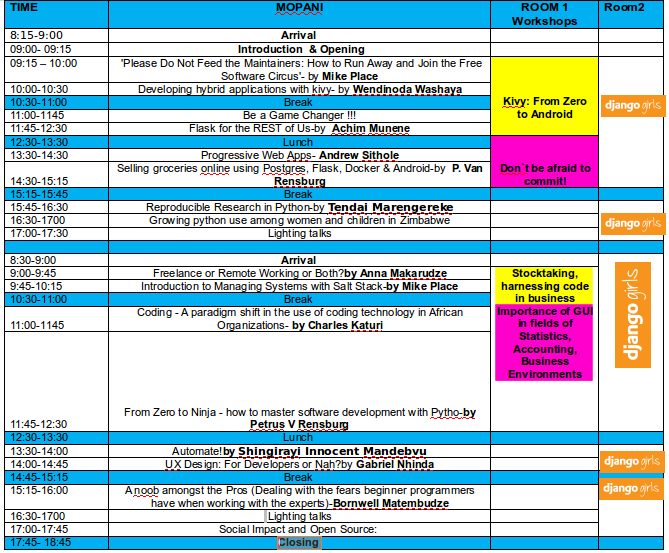 TIME MOPANI ROOM 1 Room2
Workshops
8:15-9:00 Arrival
09:00- 09:15 Introduction & Opening
09:15 – 10:00 'Please Do Not Feed the Maintainers: How to Run Away and Join the Free
Software Circus'- by Mike Place
10:00-10:30 Developing hybrid applications with kivy- by Wendinoda Washaya
10:30-11:00 Break
Kivy: From Zero
to Android
django girls
11:00-1145 Be a Game Changer !!!
11:45-12:30 Flask for the REST of Us-by Achim Munene
12:30-13:30 Lunch
13:30-14:30 Progressive Web Apps- Andrew Sithole
Selling groceries online using Postgres, Flask, Docker & Android-by P. Van
14:30-15:15 Rensburg
Don't be afraid to
commit!
15:15-15:45 Break
15:45-16:30 Reproducible Research in Python-by Tendai Marengereke
16:30-1700 Growing python use among women and children in Zimbabwe
django girls
17:00-17:30 Lighting talks
8:30-9:00 Arrival
9:00-9:45 Freelance or Remote Working or Both?by Anna Makarudze
9:45-10:15 Introduction to Managing Systems with Salt Stack-by Mike Place
10:30-11:00 Break
Stocktaking,
harnessing code
in business
django girls
Coding - A paradigm shift in the use of coding technology in African
11:00-1145 Organizations- by Charles Katuri
Importance of GUI
in fields of
Statistics,
Accounting,
Business
Environments
From Zero to Ninja - how to master software development with Pytho-by
11:45-12:30 Petrus V Rensburg
12:30-13:30 Lunch
13:30-14:00 Automate!by Shingirayi Innocent Mandebvu
14:00-14:45 UX Design: For Developers or Nah?by Gabriel Nhinda
django girls
14:45-15:15 Break
15:15-16:00 A noob amongst the Pros (Dealing with the fears beginner programmers
have when working with the experts)-Bornwell Matembudze
django girls
16:30-1700 Lighting talks
17:00-17:45 Social Impact and Open Source:
17:45- 18:45 Closing